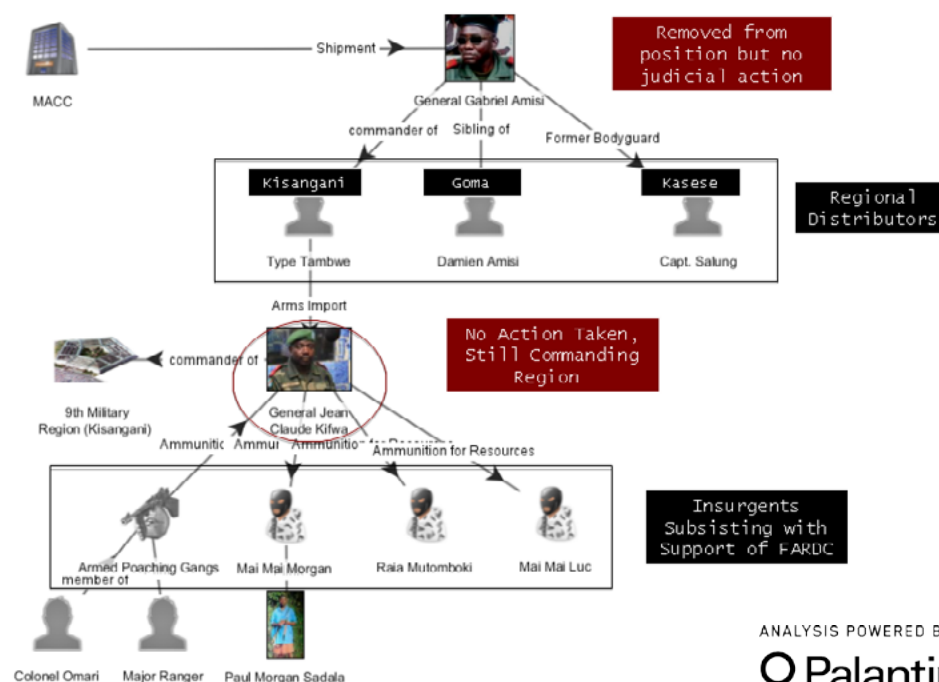 Shipment
Removed from
position but no
judicial action
MACC
General Gabriel Amisi
commander of
Sibling of
Former Bodyguard
Kisangani
Goma
Kasese
Regional
Distributors
Type Tambwe
Damien Amisi
Capt. Salung
Arms Import
No Action Taken,
Still Commanding
Region
commander of
9th Military
Region (Kisangani)
General Jean
Claude Kifwa
Ammunition for Resources
Insurgents
Subsisting with
Support of FARDC
Armed Poaching Gangs
Mai Mai Morgan
Raia Mutomboki
Mai Mai Luc
member of
Colonel Omari
Major Ranger
Paul Morgan Sadala
ANALYSIS POWERED